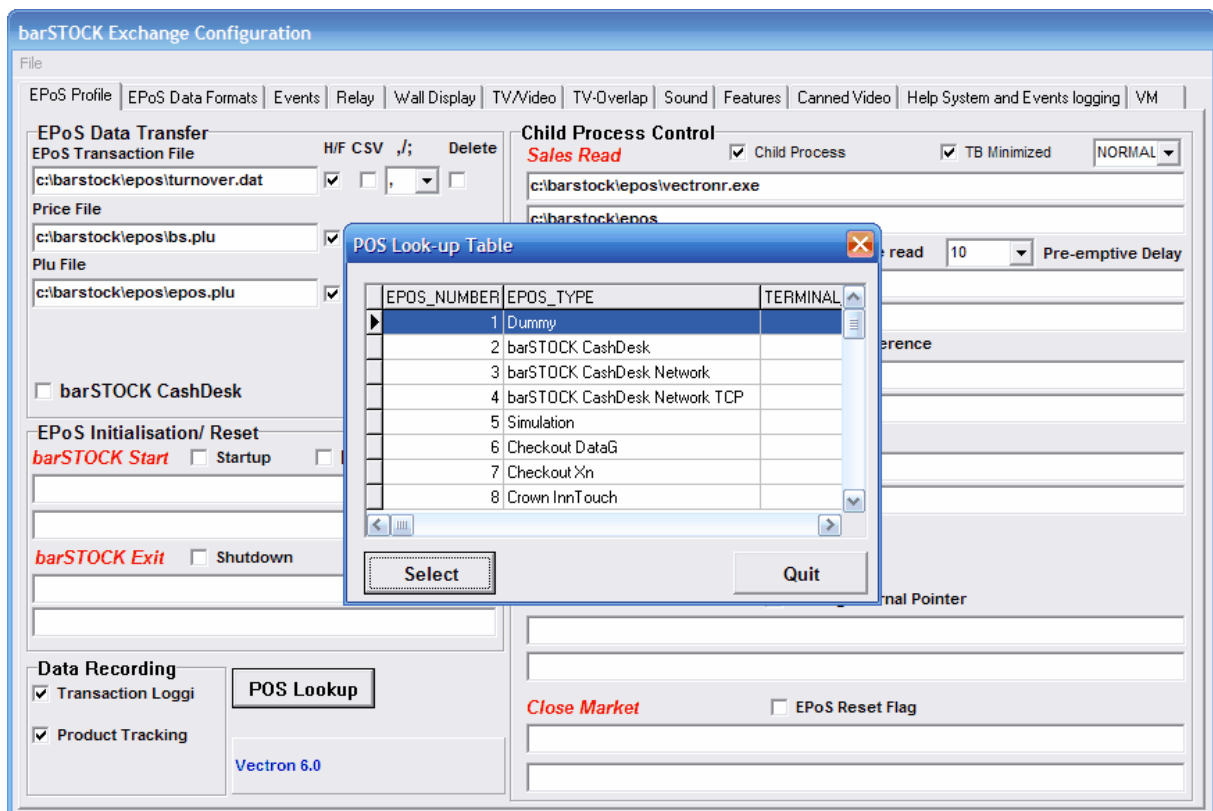 barSTOCK Exchange Configuration
File
EPoS Profile EPoS Data Formats Events Relay Wall Display TV/Video TV-Overlap Sound Features Canned Video Help System and Events logging VM
EPoS Data Transfer
EPoS Transaction File H/F CSV ,/; Delete
c:\barstock\epos\turnover.dat ,
Price File
c:\barstock\epos\bs.plu
Plu File
c:\barstock\epos\epos.plu
barSTOCK CashDesk
EPoS Initialisation/ Reset
barSTOCK Start Startup
barSTOCK Exit Shutdown
Data Recording
Transaction Loggi
Product Tracking
POS Lookup
Vectron 6.0
Child Process Control
Sales Read Child Process TB Minimized NORMAL
c:\barstock\epos\vectronr.exe
c:\barstock\epos
read 10 Pre-emptive Delay
erence
rnal Pointer
Close Market EPoS Reset Flag
POS Look-up Table
EPOS_NUMBER EPOS_TYPE TERMINAL
1 Dummy
2 barSTOCK CashDesk
3 barSTOCK CashDesk Network
4 barSTOCK CashDesk Network TCP
5 Simulation
6 Checkout DataG
7 Checkout Xn
8 Crown InnTouch
Select Quit